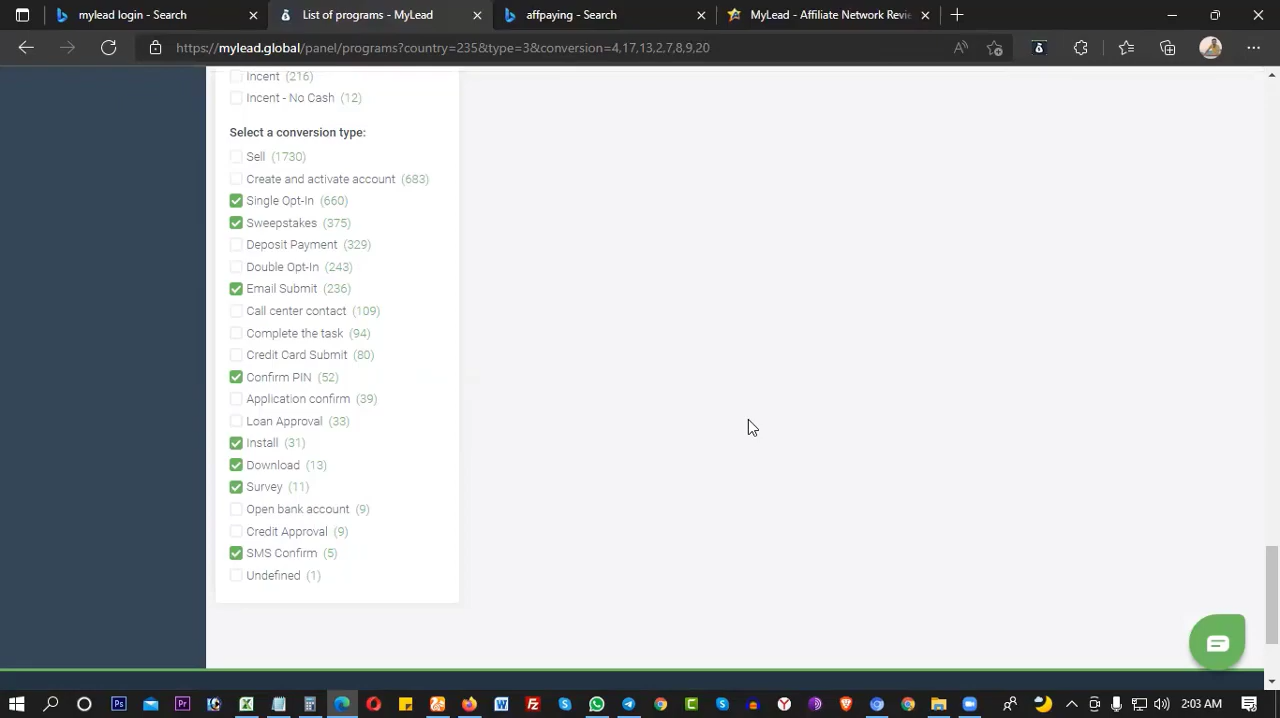 mylead login - Search
List of programs - MyLead
affpaying - Search
MyLead - Affiliate Network Revie
https://mylead.global/panel/programs?country=235&type=3&conversion=4,17,13,2,7,8,9,20
Incent (216)
Incent - No Cash (12)
Select a conversion type:
Sell (1730)
Create and activate account (683)
Single Opt-In (660)
Sweepstakes (375)
Deposit Payment (329)
Double Opt-In (243)
Email Submit (236)
Call center contact (109)
Complete the task (94)
Credit Card Submit (80)
Confirm PIN (52)
Application confirm (39)
Loan Approval (33)
Install (31)
Download (13)
Survey (11)
Open bank account (9)
Credit Approval (9)
SMS Confirm (5)
Undefined (1)
2:03 AM